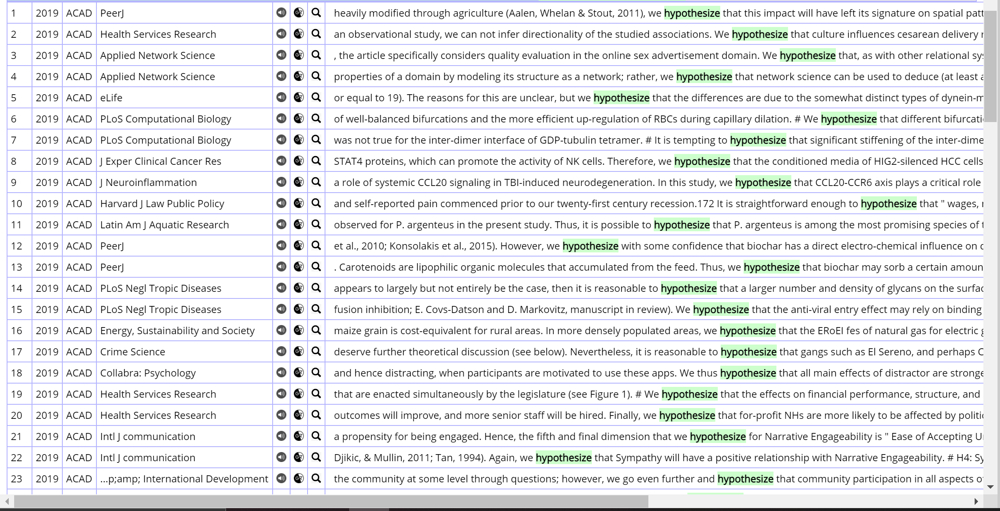 1 2019 ACAD PeerJ heavily modified through agriculture (Aalen, Whelan & Stout, 2011), we hypothesize that this impact will have left its signature on spatial patt
2 2019 ACAD Health Services Research an observational study, we can not infer directionality of the studied associations. We hypothesize that culture influences cesarean delivery r
3 2019 ACAD Applied Network Science , the article specifically considers quality evaluation in the online sex advertisement domain. We hypothesize that, as with other relational sys
4 2019 ACAD Applied Network Science properties of a domain by modeling its structure as a network; rather, we hypothesize that network science can be used to deduce (at least a
5 2019 ACAD eLife or equal to 19). The reasons for this are unclear, but we hypothesize that the differences are due to the somewhat distinct types of dynein-m
6 2019 ACAD PLoS Computational Biology of well-balanced bifurcations and the more efficient up-regulation of RBCs during capillary dilation. # We hypothesize that different bifurcati
7 2019 ACAD PLoS Computational Biology was not true for the inter-dimer interface of GDP-tubulin tetramer. # It is tempting to hypothesize that significant stiffening of the inter-dime
8 2019 ACAD J Exper Clinical Cancer Res STAT4 proteins, which can promote the activity of NK cells. Therefore, we hypothesize that the conditioned media of HIG2-silenced HCC cells
9 2019 ACAD J Neuroinflammation a role of systemic CCL20 signaling in TBI-induced neurodegeneration. In this study, we hypothesize that CCL20-CCR6 axis plays a critical role
10 2019 ACAD Harvard J Law Public Policy and self-reported pain commenced prior to our twenty-first century recession.172 It is straightforward enough to hypothesize that " wages, r
11 2019 ACAD Latin Am J Aquatic Research observed for P. argenteus in the present study. Thus, it is possible to hypothesize that P. argenteus is among the most promising species of t
12 2019 ACAD PeerJ et al., 2010; Konsolakis et al., 2015). However, we hypothesize with some confidence that biochar has a direct electro-chemical influence on c
13 2019 ACAD PeerJ . Carotenoids are lipophilic organic molecules that accumulated from the feed. Thus, we hypothesize that biochar may sorb a certain amoun
14 2019 ACAD PLoS Negl Tropic Diseases appears to largely but not entirely be the case, then it is reasonable to hypothesize that a larger number and density of glycans on the surfac
15 2019 ACAD PLoS Negl Tropic Diseases fusion inhibition; E. Covs-Datson and D. Markovitz, manuscript in review). We hypothesize that the anti-viral entry effect may rely on binding
16 2019 ACAD Energy, Sustainability and Society maize grain is cost-equivalent for rural areas. In more densely populated areas, we hypothesize that the ERoEI fes of natural gas for electric g
17 2019 ACAD Crime Science deserve further theoretical discussion (see below). Nevertheless, it is reasonable to hypothesize that gangs such as El Sereno, and perhaps C
18 2019 ACAD Collabra: Psychology and hence distracting, when participants are motivated to use these apps. We thus hypothesize that all main effects of distractor are stronge
19 2019 ACAD Health Services Research that are enacted simultaneously by the legislature (see Figure 1). # We hypothesize that the effects on financial performance, structure, and
20 2019 ACAD Health Services Research outcomes will improve, and more senior staff will be hired. Finally, we hypothesize that for-profit NHs are more likely to be affected by politic
21 2019 ACAD Intl J communication a propensity for being engaged. Hence, the fifth and final dimension that we hypothesize for Narrative Engageability is " Ease of Accepting U
22 2019 ACAD Intl J communication Djikic, & Mullin, 2011; Tan, 1994). Again, we hypothesize that Sympathy will have a positive relationship with Narrative Engageability. # H4: Sy
23 2019 ACAD ...p;amp; International Development the community at some level through questions; however, we go even further and hypothesize that community participation in all aspects o